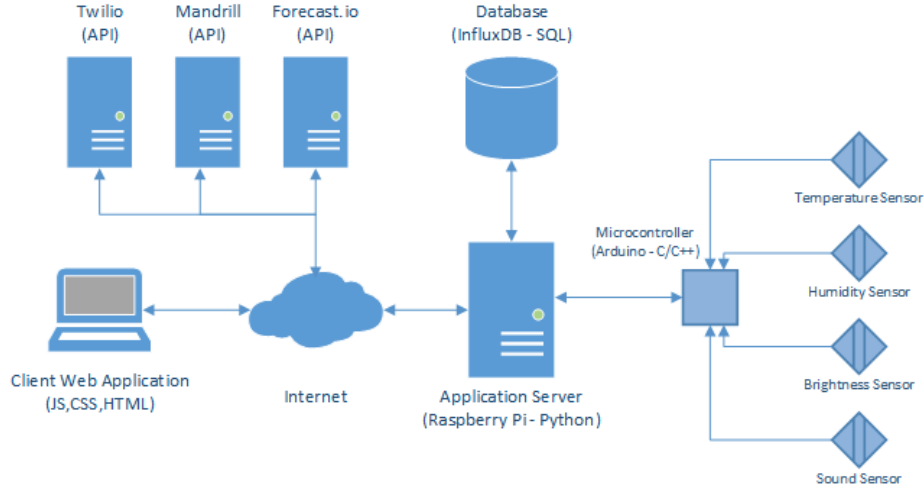 Twilio
(API)
Mandrill
(API)
Forecast.io
(API)
Database
(InfluxDB - SQL)
Temperature Sensor
Microcontroller
(Arduino - C/C++)
Humidity Sensor
Client Web Application
(JS,CSS,HTML)
Internet
Application Server
(Raspberry Pi - Python)
Brightness Sensor
Sound Sensor